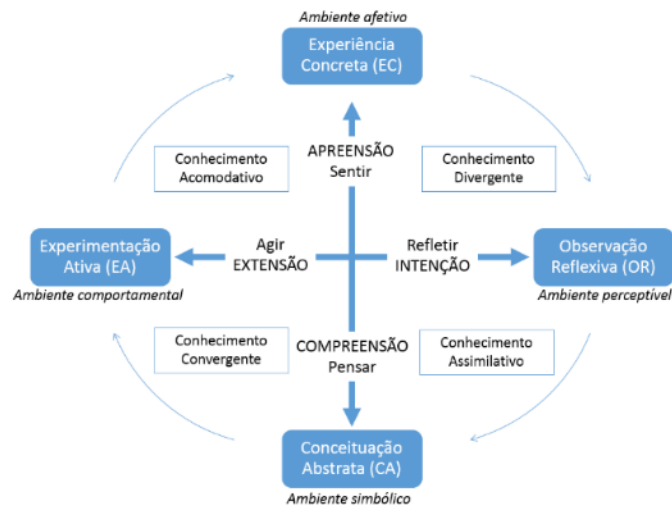 Ambiente afetivo
Experiência
Concreta (EC)
APREENSÃO
Sentir
Conhecimento
Acomodativo
Conhecimento
Divergente
Experimentação
Ativa (EA)
Ambiente comportamental
Agir
EXTENSÃO
Refletir
INTENÇÃO
Observação
Reflexiva (OR)
Ambiente perceptível
Conhecimento
Convergente
COMPREENSÃO
Pensar
Conhecimento
Assimilativo
Conceituação
Abstrata (CA)
Ambiente simbólico